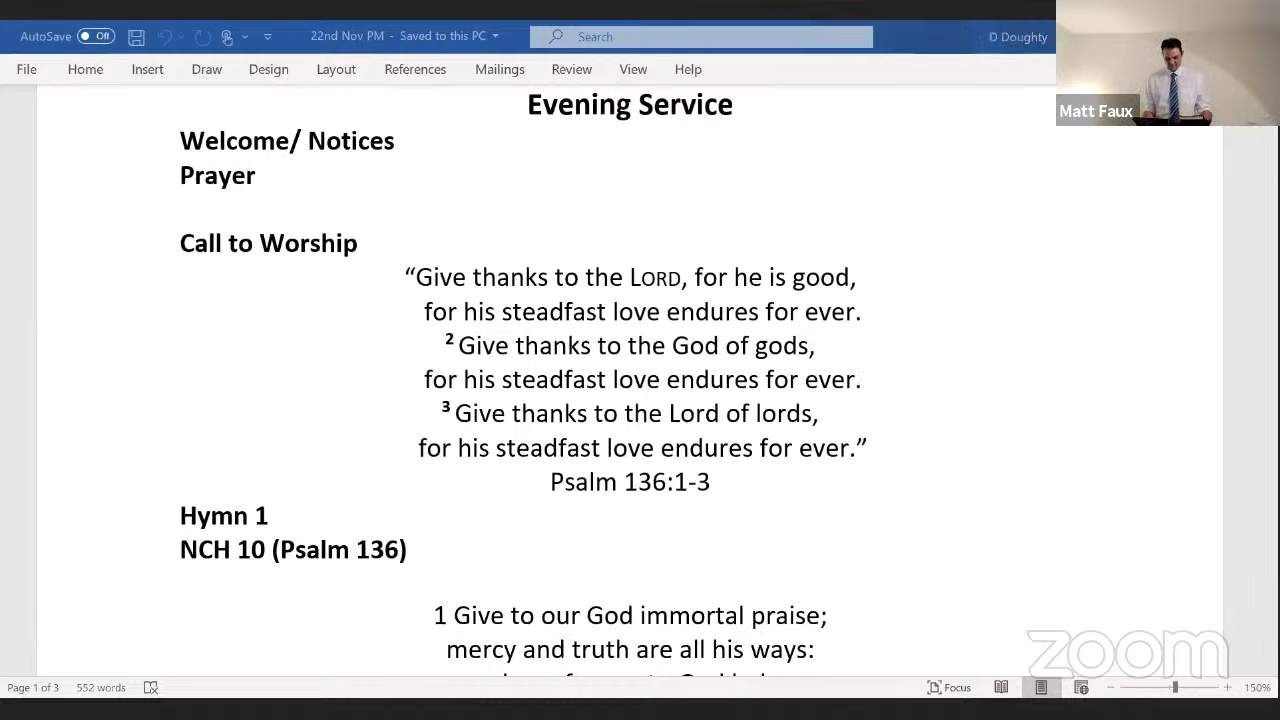 AutoSave Off 22nd Nov PM - Saved to this PC Search D Doughty
File Home Insert Draw Design Layout References Mailings Review View Help
Matt Faux
Evening Service
Welcome/ Notices
Prayer
Call to Worship
“Give thanks to the LORD, for he is good,
for his steadfast love endures for ever.
2 Give thanks to the God of gods,
for his steadfast love endures for ever.
3 Give thanks to the Lord of lords,
for his steadfast love endures for ever.”
Psalm 136:1-3
Hymn 1
NCH 10 (Psalm 136)
1 Give to our God immortal praise;
mercy and truth are all his ways:
zoom
Page 1 of 3 552 words Focus 150%